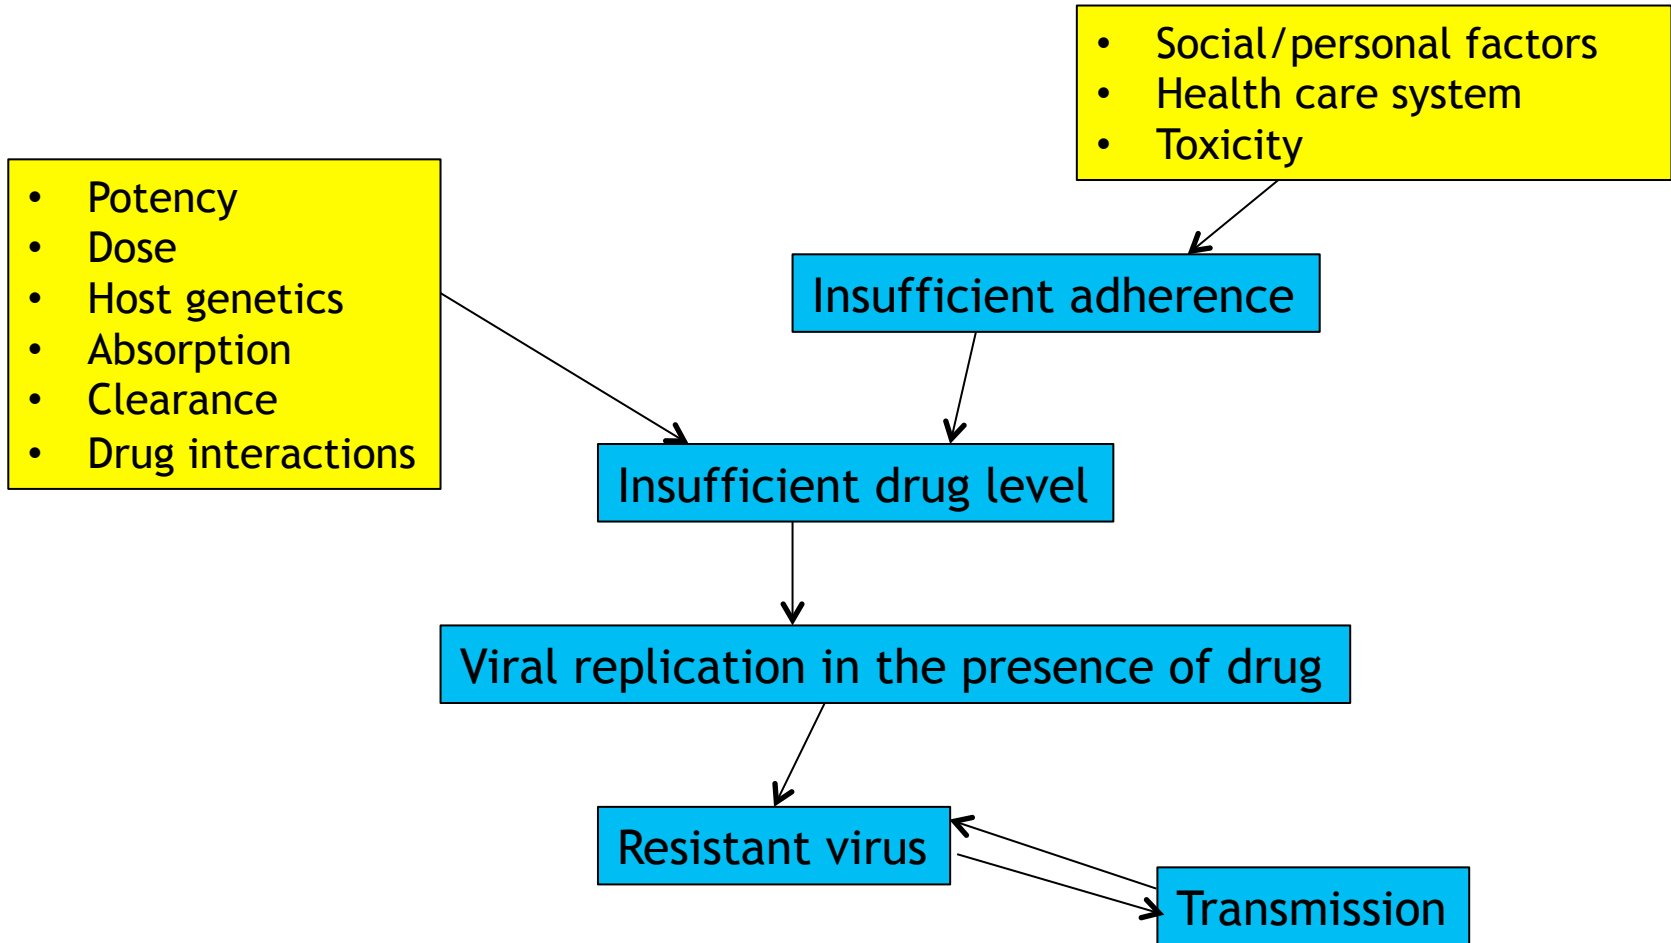 • Social/personal factors
• Health care system
• Toxicity
• Potency
• Dose
• Host genetics
• Absorption
• Clearance
• Drug interactions
Insufficient adherence
Insufficient drug level
Viral replication in the presence of drug
Resistant virus
Transmission